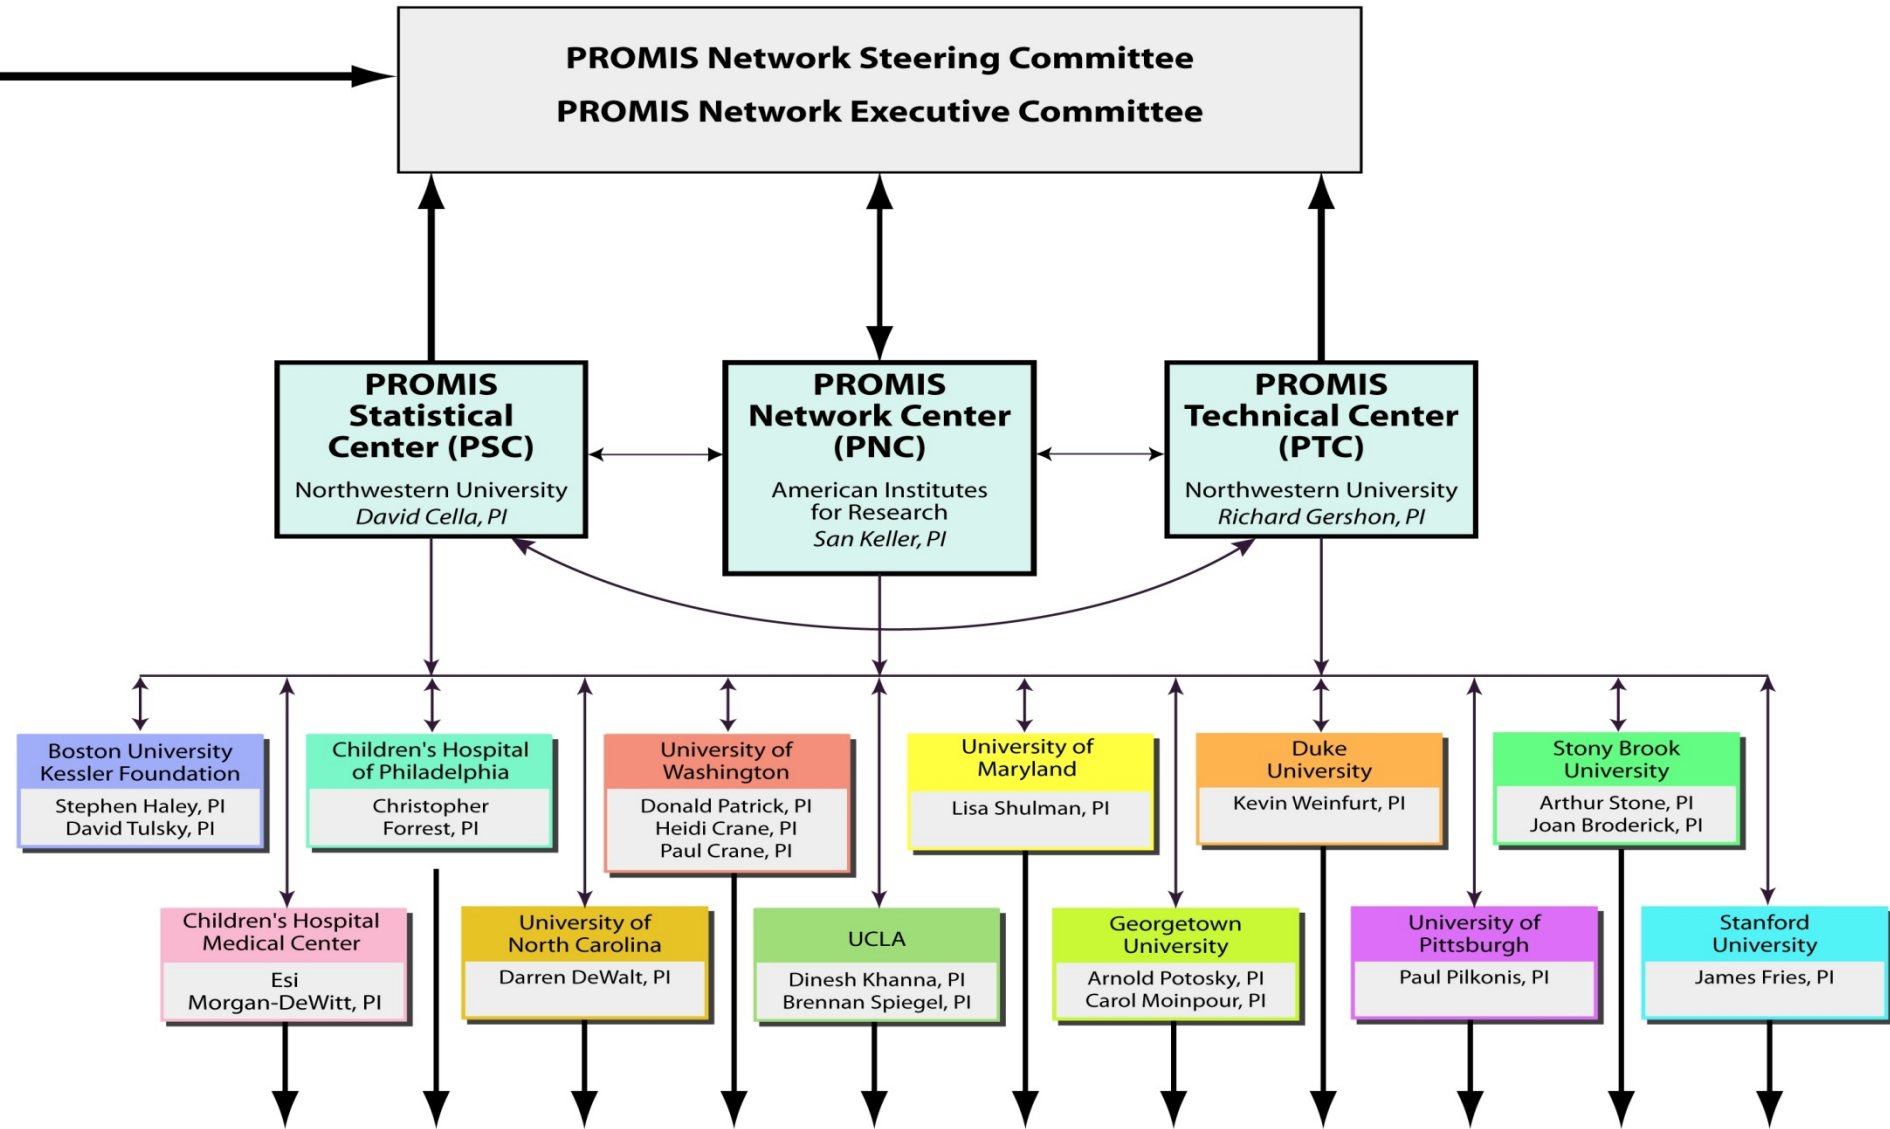 PROMIS Network Steering Committee
PROMIS Network Executive Committee
PROMIS
Statistical
Center (PSC)
Northwestern University
David Cella, PI
PROMIS
Network Center
(PNC)
American Institutes
for Research
San Keller, PI
PROMIS
Technical Center
(PTC)
Northwestern University
Richard Gershon, PI
Boston University
Kessler Foundation
Stephen Haley, PI
David Tulsky, PI
Children's Hospital
of Philadelphia
Christopher
Forrest, PI
University of
Washington
Donald Patrick, PI
Heidi Crane, PI
Paul Crane, PI
University of
Maryland
Lisa Shulman, PI
Duke
University
Kevin Weinfurt, PI
Stony Brook
University
Arthur Stone, PI
Joan Broderick, PI
Children's Hospital
Medical Center
Esi
Morgan-DeWitt, PI
University of
North Carolina
Darren DeWalt, PI
UCLA
Dinesh Khanna, PI
Brennan Spiegel, PI
Georgetown
University
Arnold Potosky, PI
Carol Moinpour, PI
University of
Pittsburgh
Paul Pilkonis, PI
Stanford
University
James Fries, PI